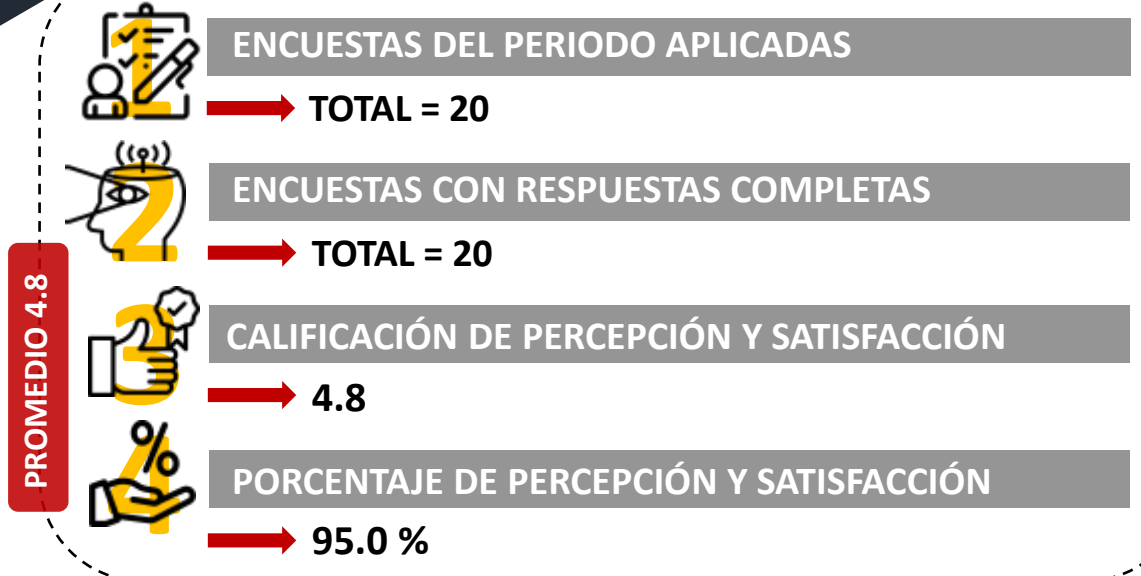 1
ENCUESTAS DEL PERIODO APLICADAS
TOTAL = 20
2
ENCUESTAS CON RESPUESTAS COMPLETAS
TOTAL = 20
PROMEDIO 4.8
3
CALIFICACIÓN DE PERCEPCIÓN Y SATISFACCIÓN
4.8
4
%
PORCENTAJE DE PERCEPCIÓN Y SATISFACCIÓN
95.0 %